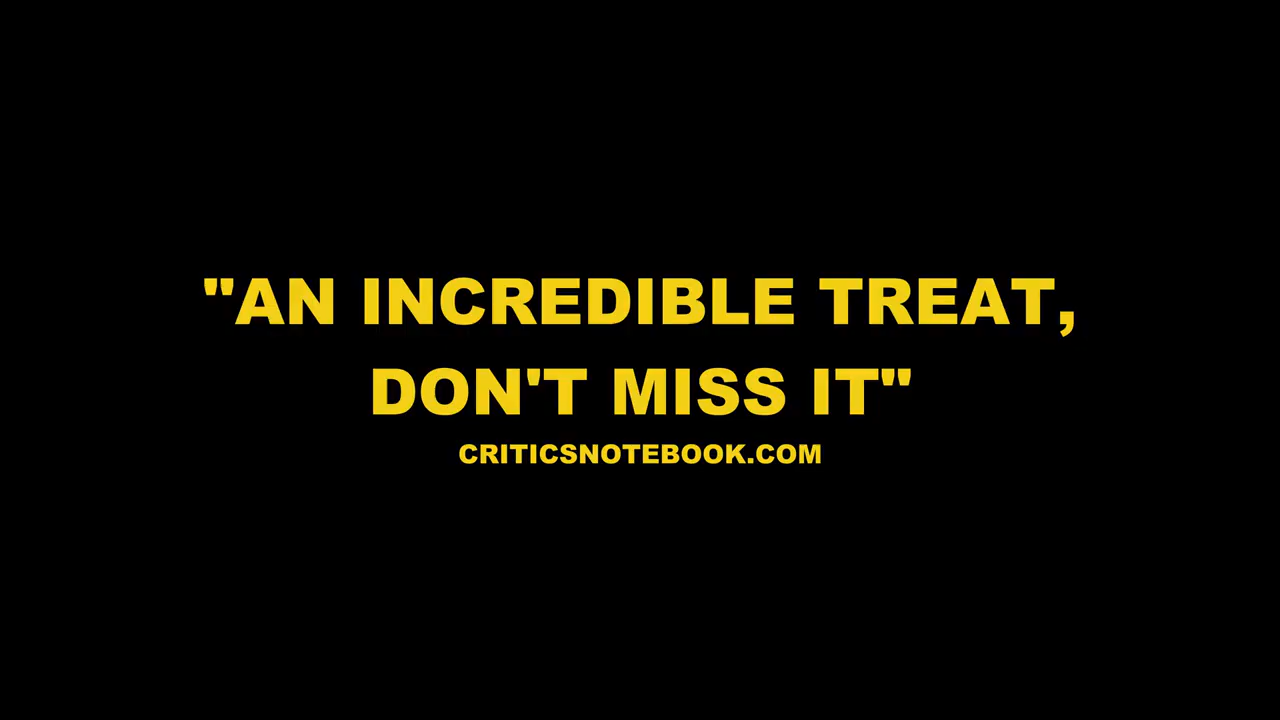 "AN INCREDIBLE TREAT,
DON'T MISS IT"
CRITICSNOTEBOOK.COM